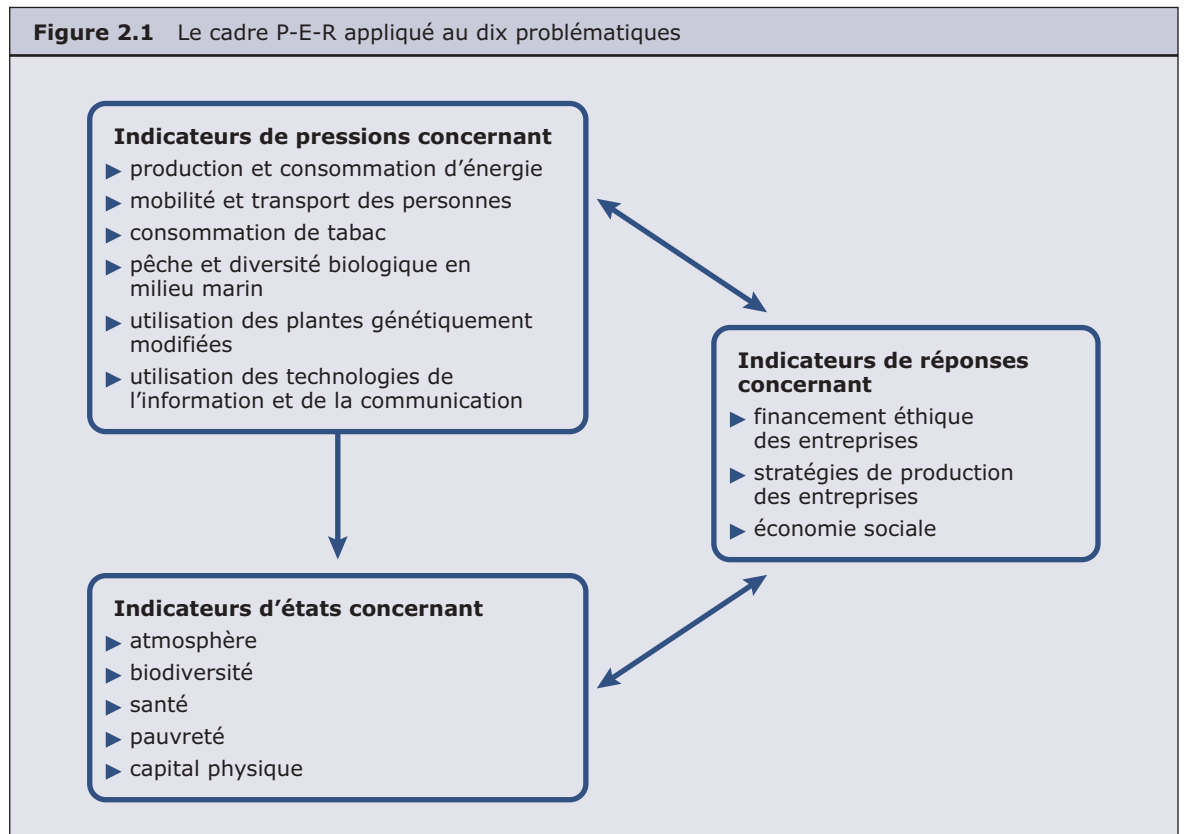 Figure 2.1 Le cadre P-E-R appliqué au dix problématiques
Indicateurs de pressions concernant
▶ production et consommation d'énergie
▶ mobilité et transport des personnes
▶ consommation de tabac
▶ pêche et diversité biologique en
milieu marin
▶ utilisation des plantes génétiquement
modifiées
▶ utilisation des technologies de
l'information et de la communication
Indicateurs de réponses
concernant
▶ financement éthique
des entreprises
▶ stratégies de production
des entreprises
▶ économie sociale
Indicateurs d'états concernant
▶ atmosphère
▶ biodiversité
▶ santé
▶ pauvreté
▶ capital physique